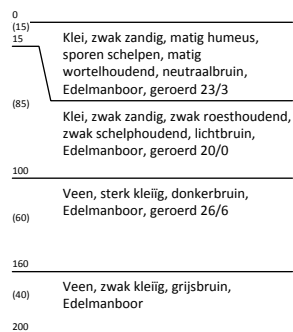 0
(15)
15
Klei, zwak zandig, matig humeus,
sporen schelpen, matig
wortelhoudend, neutraalbruin,
Edelmanboor, geroerd 23/3
(85)
Klei, zwak zandig, zwak roesthoudend,
zwak schelphoudend, lichtbruin,
Edelmanboor, geroerd 20/0
100
Veen, sterk kleiïg, donkerbruin,
Edelmanboor, geroerd 26/6
(60)
160
Veen, zwak kleiïg, grijsbruin,
Edelmanboor
(40)
200